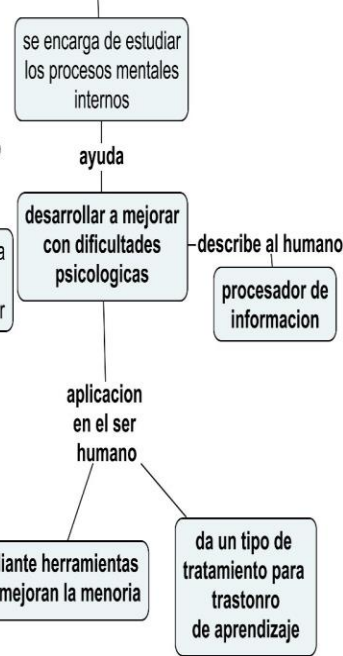 se encarga de estudiar
los procesos mentales
internos
ayuda
desarrollar a mejorar
con dificultades
psicologicas
describe al humano
procesador de
informacion
aplicacion
en el ser
humano
herramientas
mejoran la menoria
da un tipo de
tratamiento para
trastonro
de aprendizaje